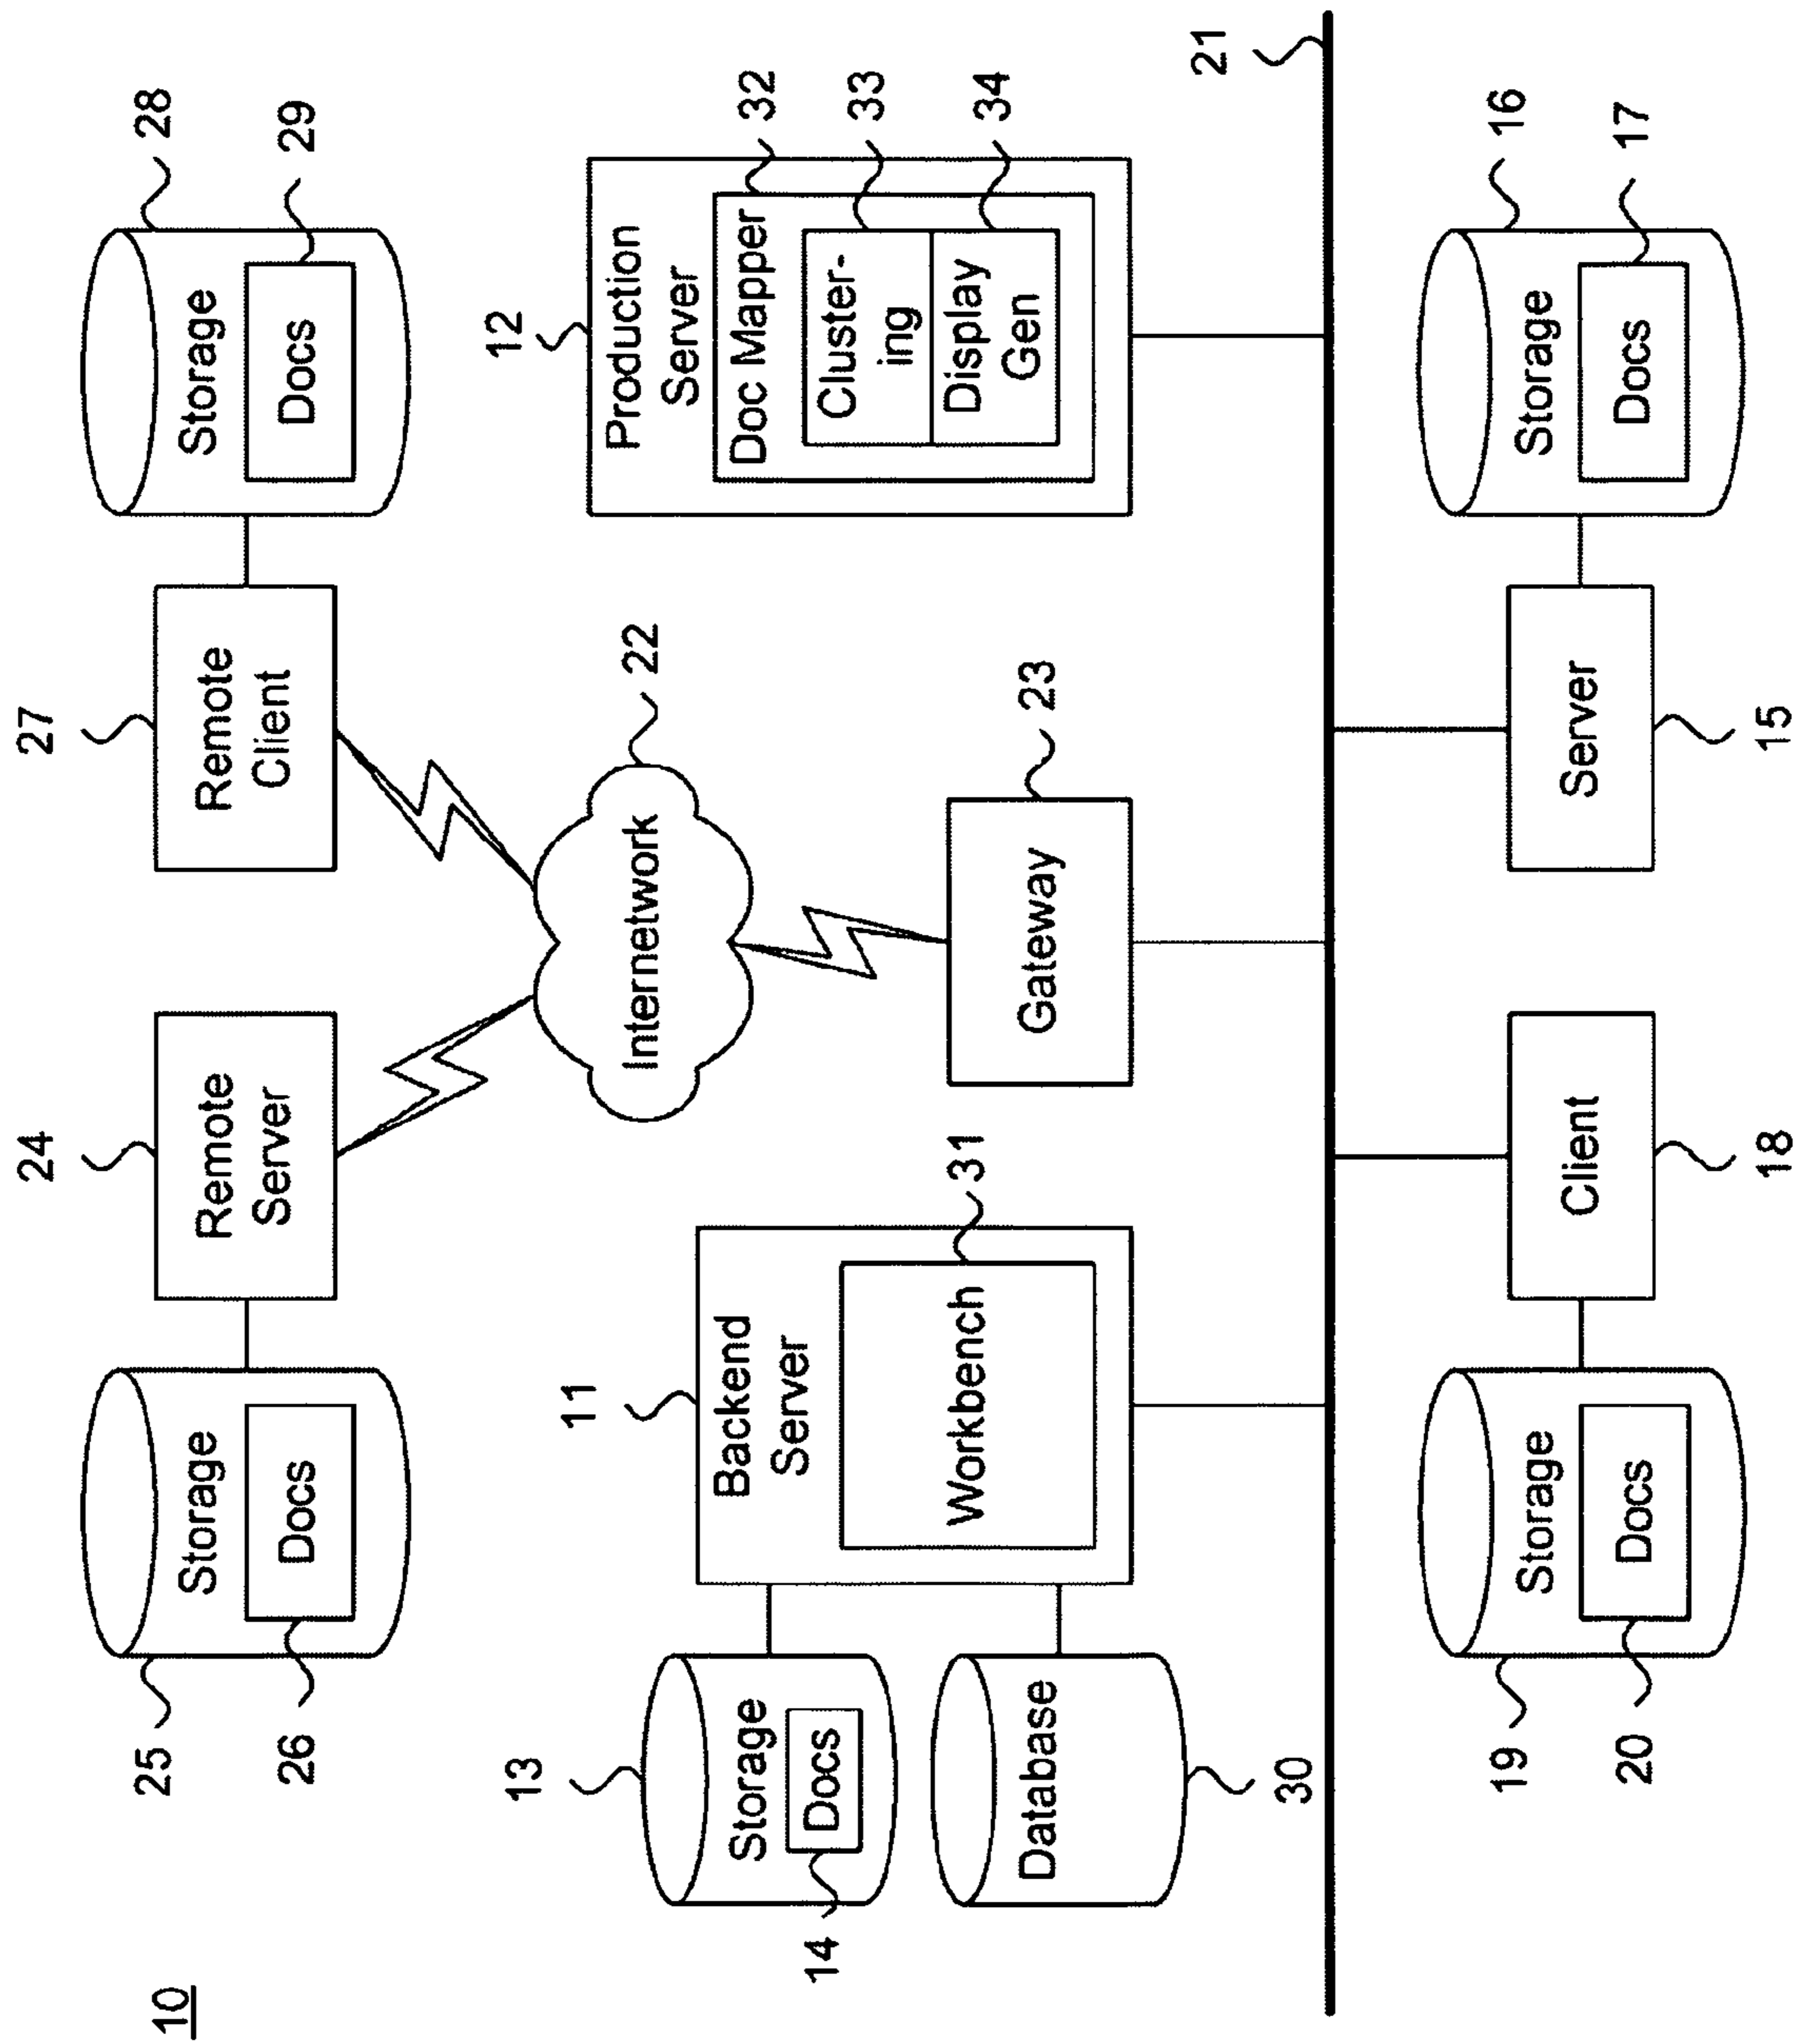 10
24
27
25
Storage
Docs
26
Remote
Server
Remote
Client
Storage
Docs
28
29
22
Internetwork
11
12
13
Storage
Docs
14
Database
30
Backend
Server
Workbench
31
Gateway
23
Production
Server
Doc Mapper
Cluster-
ing
Display
Gen
32
33
34
21
19
Storage
Docs
20
Client
18
Server
15
Storage
Docs
16
17